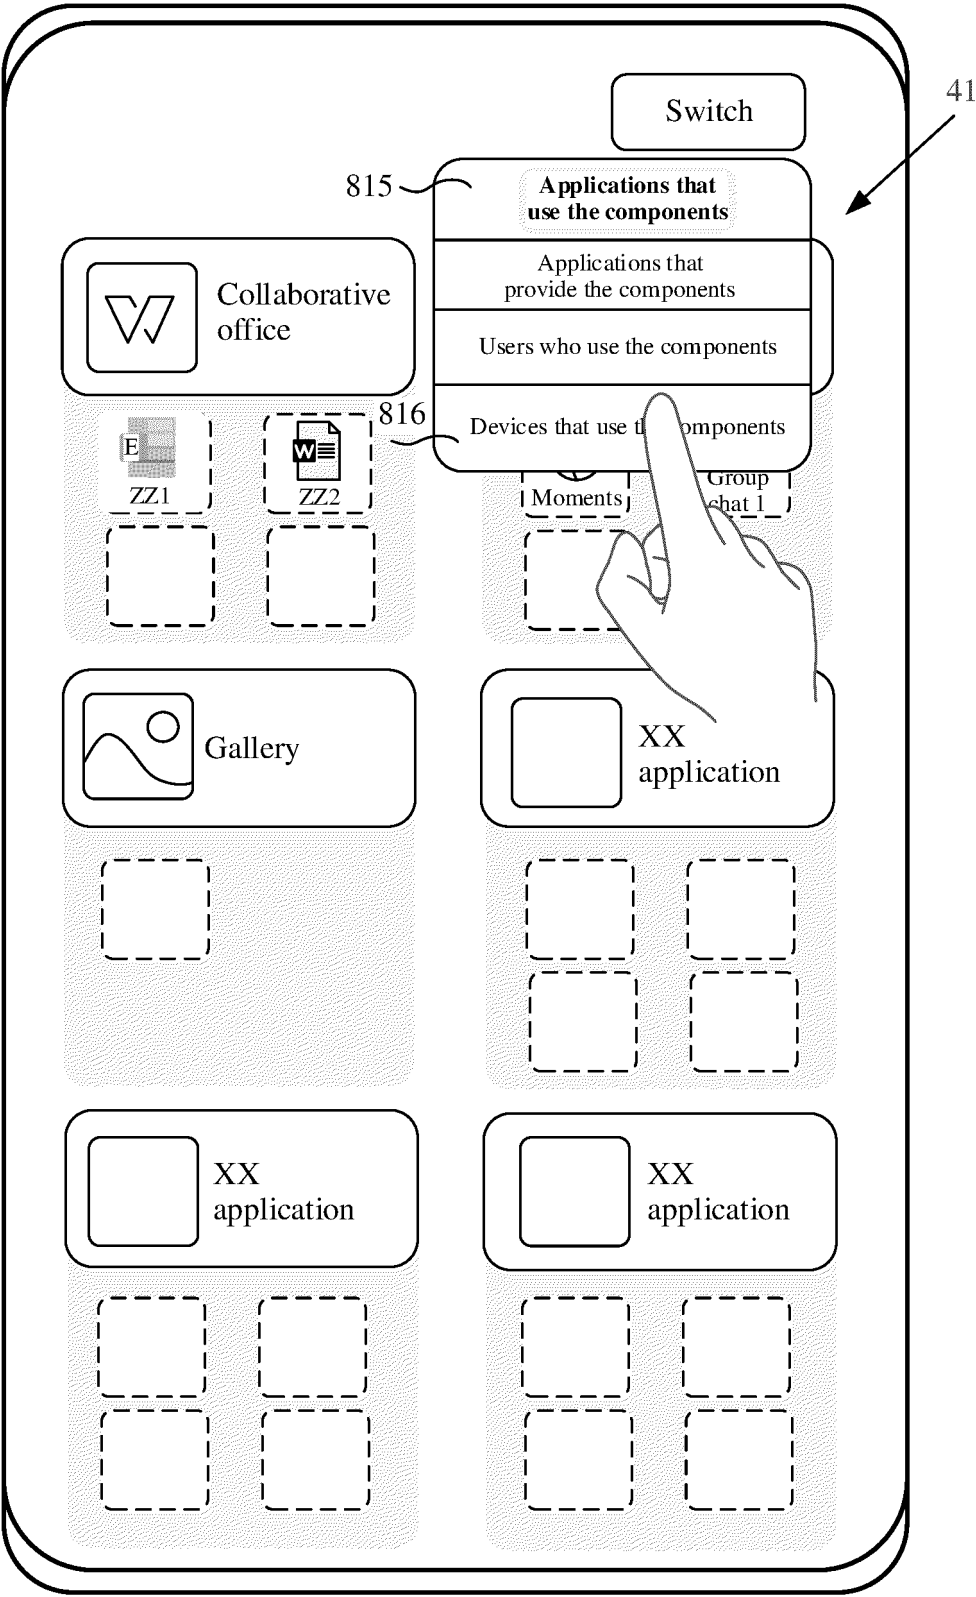 41
Switch
815
Applications that
use the components
Applications that
provide the components
Users who use the components
816
Devices that use t omponents
Collaborative
office
E
ZZ1
W
ZZ2
Moments
Group
chat 1
Gallery
XX
application
XX
application
XX
application